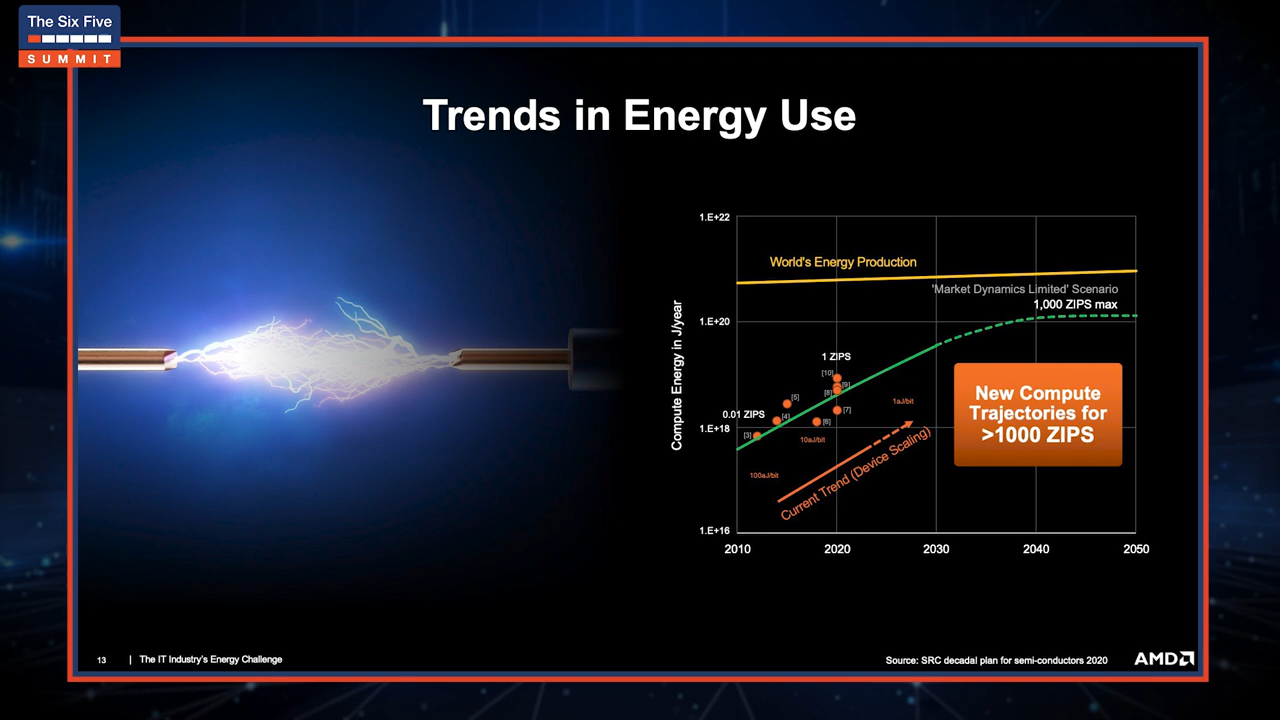 The Six Five
SUMMIT
Trends in Energy Use
1.E+22
World's Energy Production
'Market Dynamics Limited' Scenario
1,000 ZIPS max
1.E+20
1 ZIPS
[10]
[9]
[8]
[5]
0.01 ZIPS
[4]
[7]
[6]
[3]
1aJ/bit
10aJ/bit
100aJ/bit
1.E+18
Current Trend (Device Scaling)
New Compute
Trajectories for
>1000 ZIPS
Compute Energy in J/year
1.E+16
2010 2020 2030 2040 2050
13 | The IT Industry's Energy Challenge
Source: SRC decadal plan for semi-conductors 2020
AMD